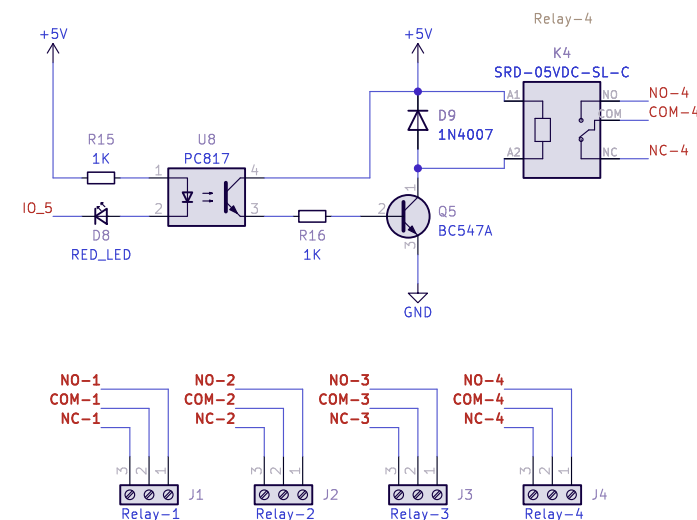 Relay-4
+5V
+5V
K4
SRD-05VDC-SL-C
A1
NO
NO-4
COM
COM-4
D9
1N4007
R15
U8
1K
PC817
A2
NC
NC-4
1
4
1
IO_5
2
3
2
Q5
D8
R16
BC547A
RED_LED
1K
3
GND
NO-1
NO-2
NO-3
NO-4
COM-1
COM-2
COM-3
COM-4
NC-1
NC-2
NC-3
NC-4
3 2 1
3 2 1
3 2 1
3 2 1
J1
J2
J3
J4
Relay-1
Relay-2
Relay-3
Relay-4